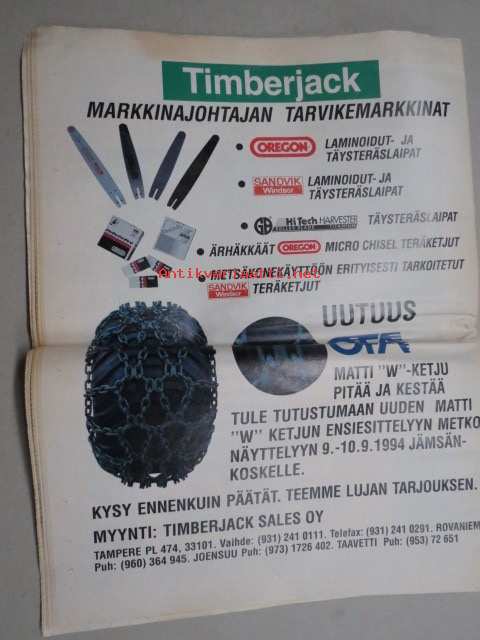 Timberjack
MARKKINAJOHTAJAN TARVIKEMARKKINAT
• OREGON LAMINOIDUT- JA
TÄYSTERÄSLAIPAT
• SANDVIK Windsor LAMINOIDUT- JA
TÄYSTERÄSLAIPAT
• GB Hi Tech HARVESTER TITANIUM TÄYSTERÄSLAIPAT
• ÄRHÄKKÄÄT OREGON MICRO CHISEL TERÄKETJUT
• METSÄKONEKÄYTTÖÖN ERITYISESTI TARKOITETUT
SANDVIK Windsor TERÄKETJUT
UUTUUS
OFA
MATTI "W"-KETJU
PITÄÄ JA KESTÄÄ
TULE TUTUSTUMAAN UUDEN MATTI
"W" KETJUN ENSIESITTELYYN METKO
NÄYTTELYYN 9.-10.9.1994 JÄMSÄN-
KOSKELLE.
KYSY ENNENKUIN PÄÄTÄT. TEEMME LUJAN TARJOUKSEN.
MYYNTI: TIMBERJACK SALES OY
TAMPERE PL 474, 33101. Vaihde: (931) 241 0111. Telefax: (931) 241 0291. ROVANIEM
Puh: (960) 364 945. JOENSUU Puh: (973) 1726 402. TAAVETTI Puh: (953) 72 651